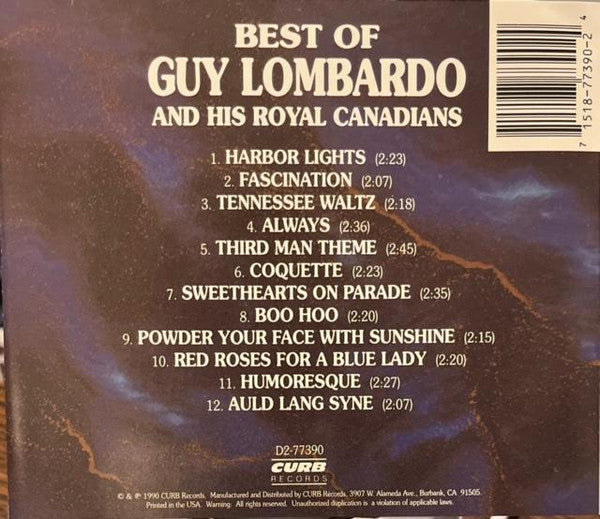 BEST OF
GUY LOMBARDO
AND HIS ROYAL CANADIANS
1. HARBOR LIGHTS (2:23)
2. FASCINATION (2:07)
3. TENNESSEE WALTZ (2:18)
4. ALWAYS (2:36)
5. THIRD MAN THEME (2:45)
6. COQUETTE (2:23)
7. SWEETHEARTS ON PARADE (2:35)
8. BOO HOO (2:20)
9. POWDER YOUR FACE WITH SUNSHINE (2:15)
10. RED ROSES FOR A BLUE LADY (2:20)
11. HUMORESQUE (2:27)
12. AULD LANG SYNE (2:07)
D2-77390
CURB
RECORDS
© & ℗ 1990 CURB Records. Manufactured and Distributed by CURB Records, 3907 W. Alameda Ave., Burbank, CA 91505.
Printed in the USA. Warning: All rights reserved. Unauthorized duplication is a violation of applicable laws.
7 15187-7390-2 4